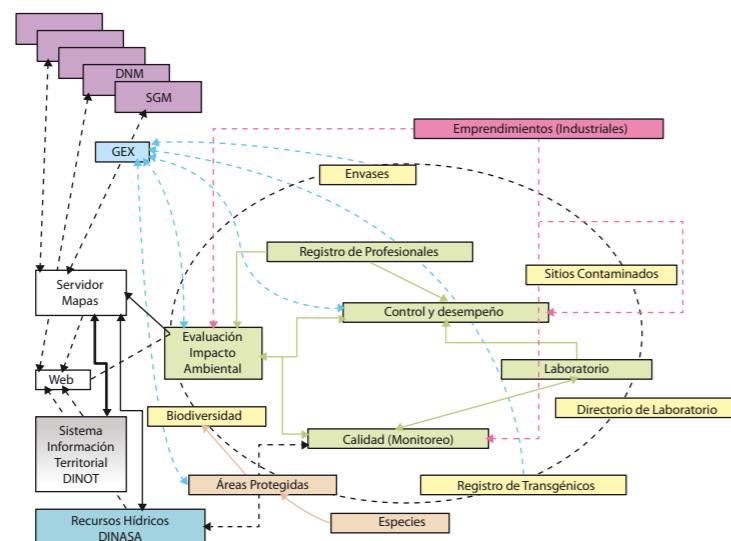 DNM
SGM
GEX
Emprendimientos (Industriales)
Envases
Registro de Profesionales
Servidor
Mapas
Sitios Contaminados
Control y desempeño
Evaluación
Impacto
Ambiental
Web
Laboratorio
Biodiversidad
Directorio de Laboratorio
Sistema
Información
Territorial
DINOT
Calidad (Monitoreo)
Áreas Protegidas
Registro de Transgénicos
Recursos Hídricos
DINASA
Especies